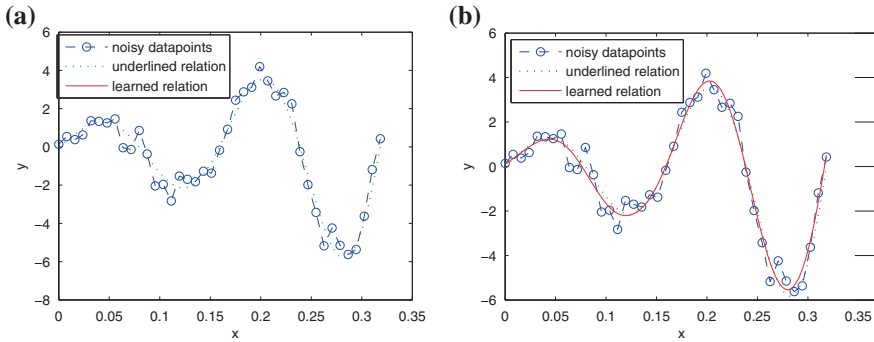 (a)
y
8
6
4
2
0
−2
−4
−6
−8
noisy datapoints
underlined relation
learned relation
0 0.05 0.1 0.15 0.2 0.25 0.3 0.35
x
(b)
y
6
4
2
0
−2
−4
−6
noisy datapoints
underlined relation
learned relation
0 0.05 0.1 0.15 0.2 0.25 0.3 0.35
x